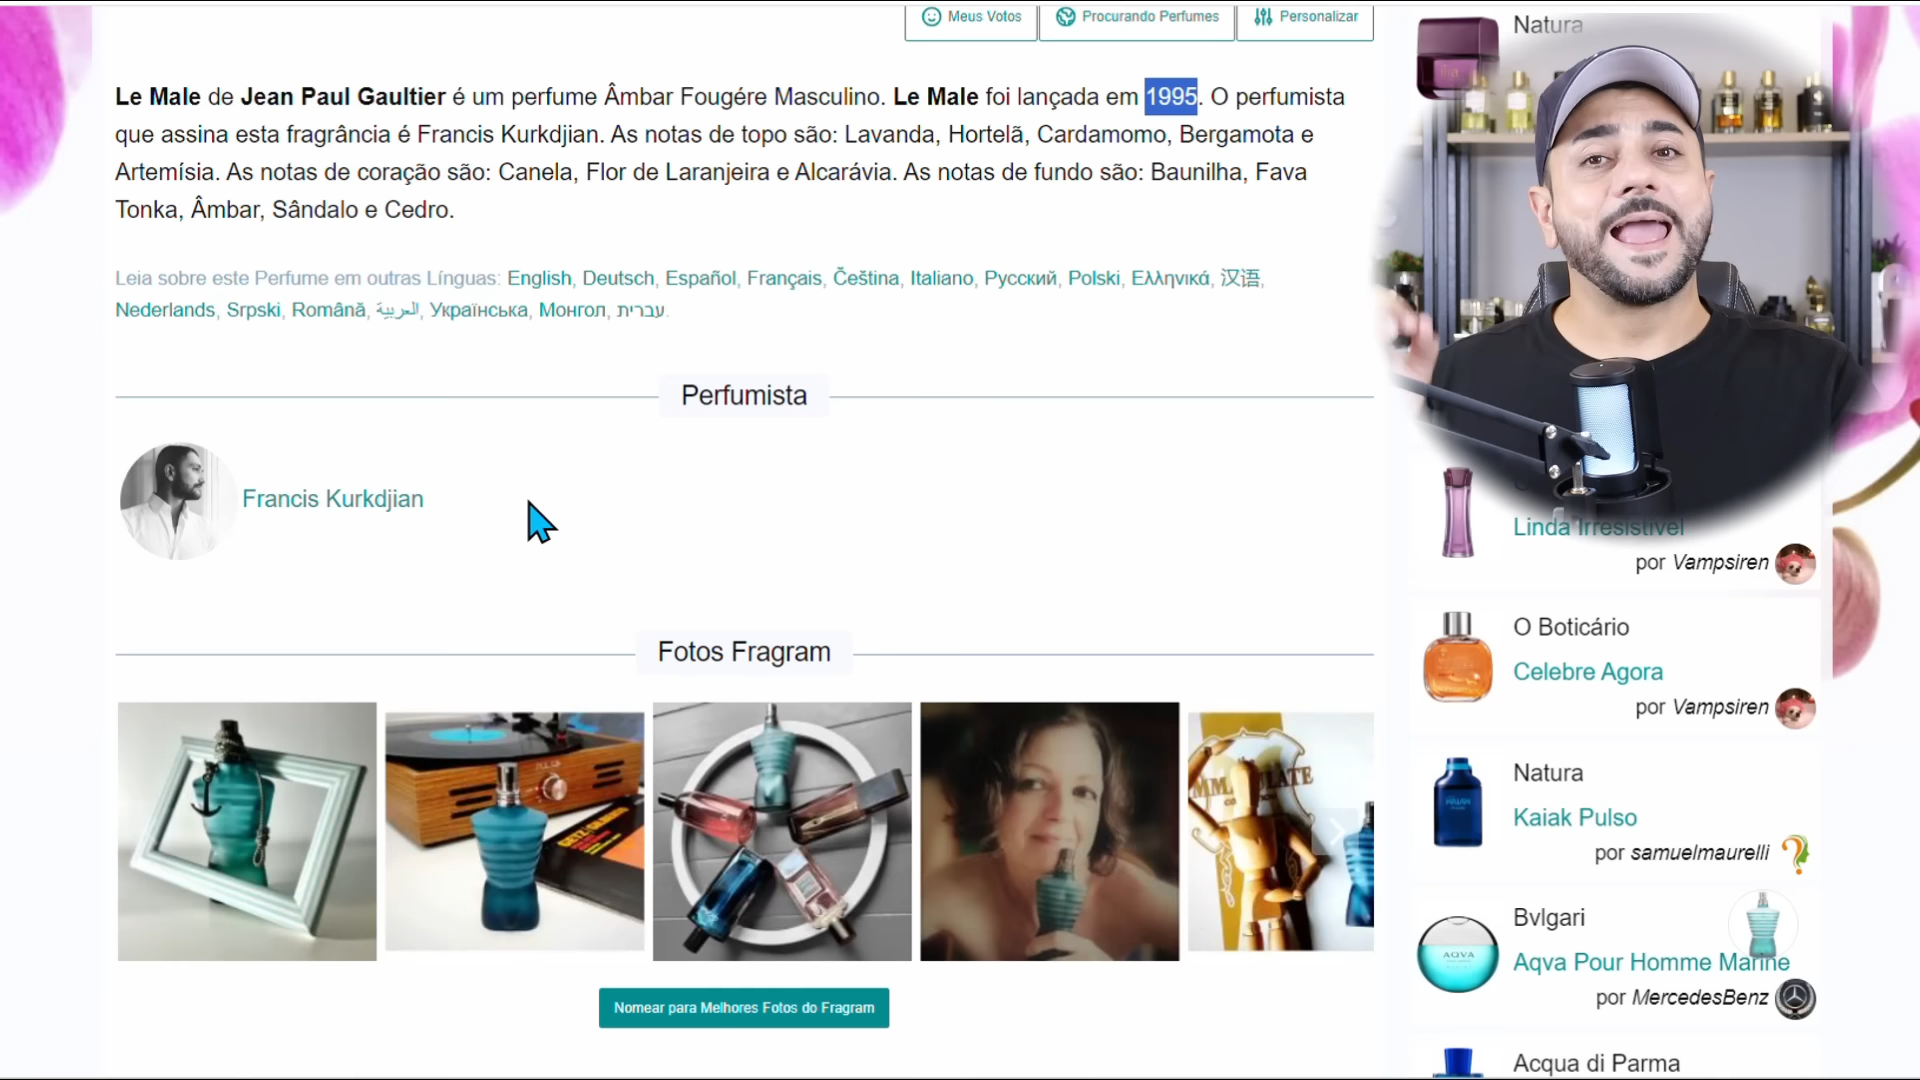 Meus Votos
Procurando Perfumes
Personalizar
Le Male de Jean Paul Gaultier é um perfume Âmbar Fougére Masculino. Le Male foi lançada em 1995. O perfumista
que assina esta fragrância é Francis Kurkdjian. As notas de topo são: Lavanda, Hortelã, Cardamomo, Bergamota e
Artemísia. As notas de coração são: Canela, Flor de Laranjeira e Alcarávia. As notas de fundo são: Baunilha, Fava
Tonka, Âmbar, Sândalo e Cedro.
Leia sobre este Perfume em outras Línguas: English, Deutsch, Español, Français, Čeština, Italiano, Русский, Polski, Ελληνικά, 汉语,
Nederlands, Srpski, Română, العربية, Українська, Монгол, עברית.
Perfumista
Francis Kurkdjian
Fotos Fragram
Nomear para Melhores Fotos do Fragram
Natura
Linda Irresistível
por Vampsiren
O Boticário
Celebre Agora
por Vampsiren
Natura
Kaiak Pulso
por samuelmaurelli
Bvlgari
AQVA
Aqva Pour Homme Marine
por MercedesBenz
Acqua di Parma